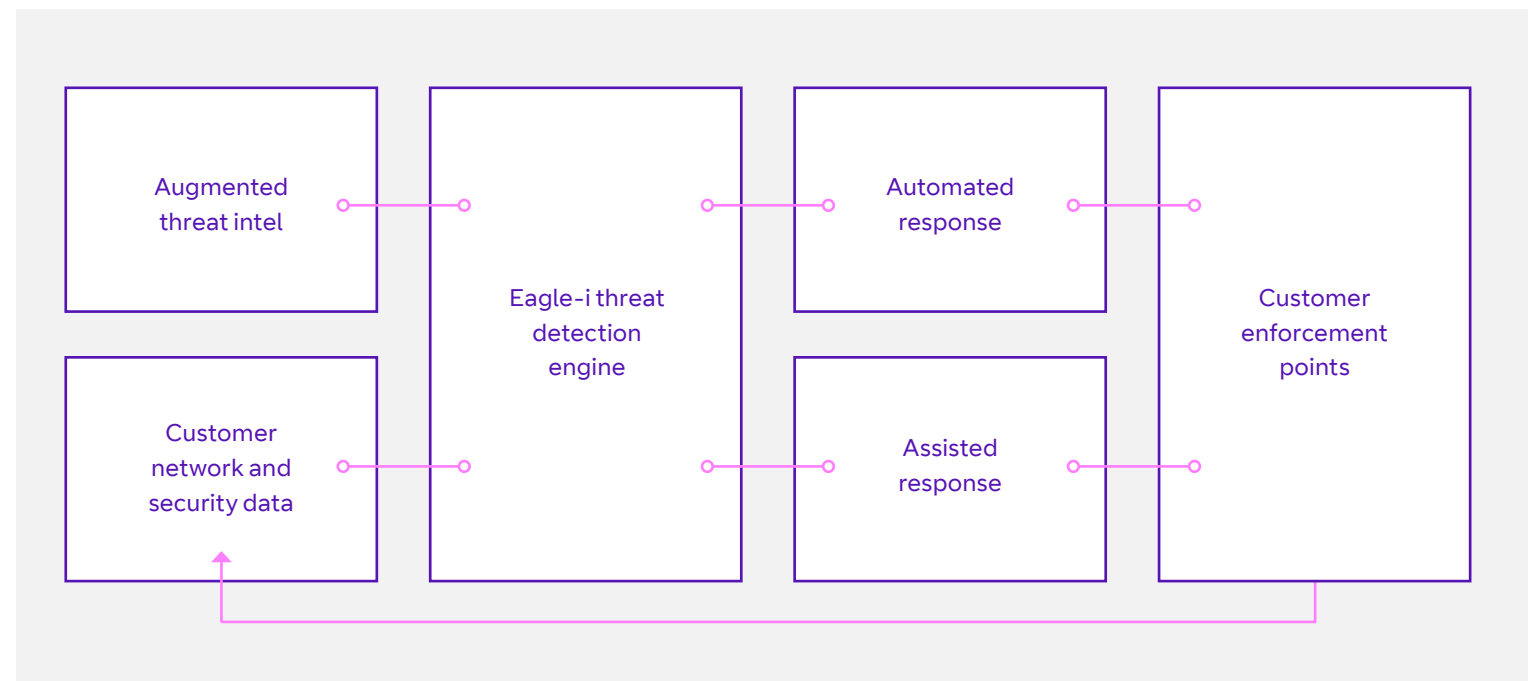 Augmented
threat intel
Customer
network and
security data
Eagle-i threat
detection
engine
Automated
response
Assisted
response
Customer
enforcement
points